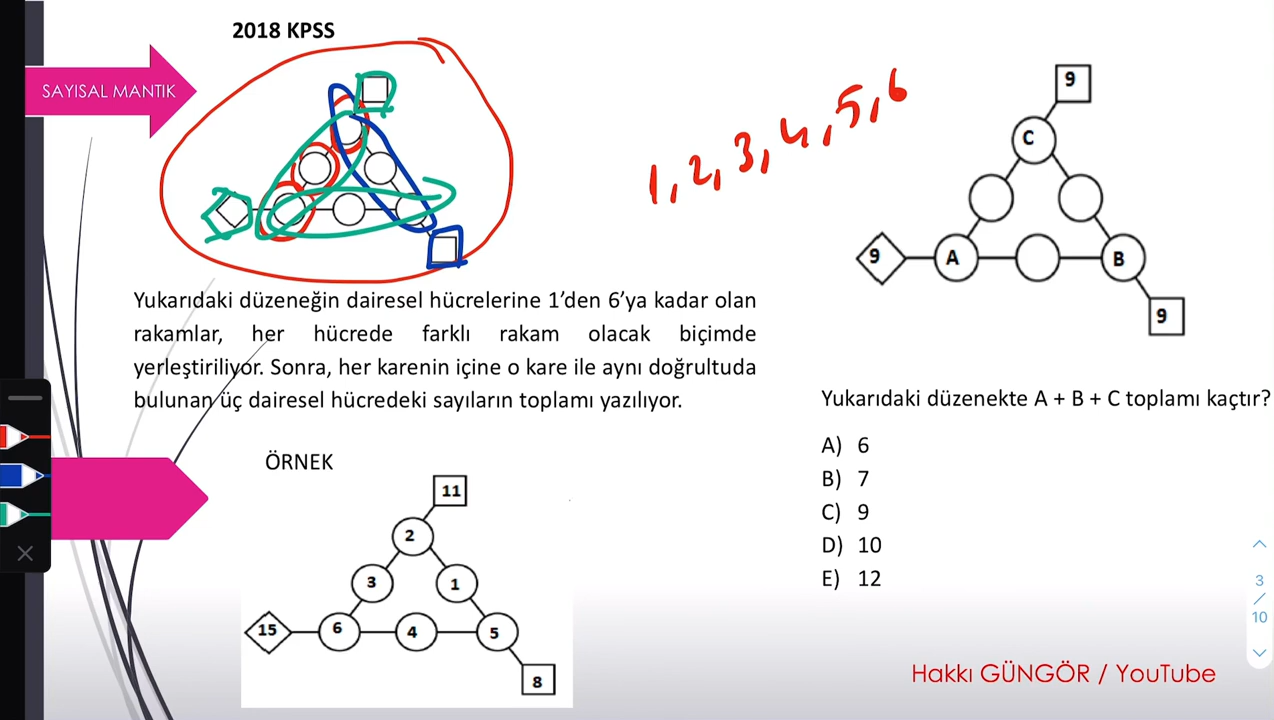 2018 KPSS
SAYISAL MANTIK
1, 2, 3, 4, 5, 6
Yukarıdaki düzeneğin dairesel hücrelerine 1’den 6’ya kadar olan
rakamlar, her hücrede farklı rakam olacak biçimde
yerleştiriliyor. Sonra, her karenin içine o kare ile aynı doğrultuda
bulunan üç dairesel hücredeki sayıların toplamı yazılıyor.
ÖRNEK
11
2
3
1
15
6
4
5
8
9
C
9
A
B
9
Yukarıdaki düzenekte A + B + C toplamı kaçtır?
A) 6
B) 7
C) 9
D) 10
E) 12
3
/
10
Hakkı GÜNGÖR / YouTube